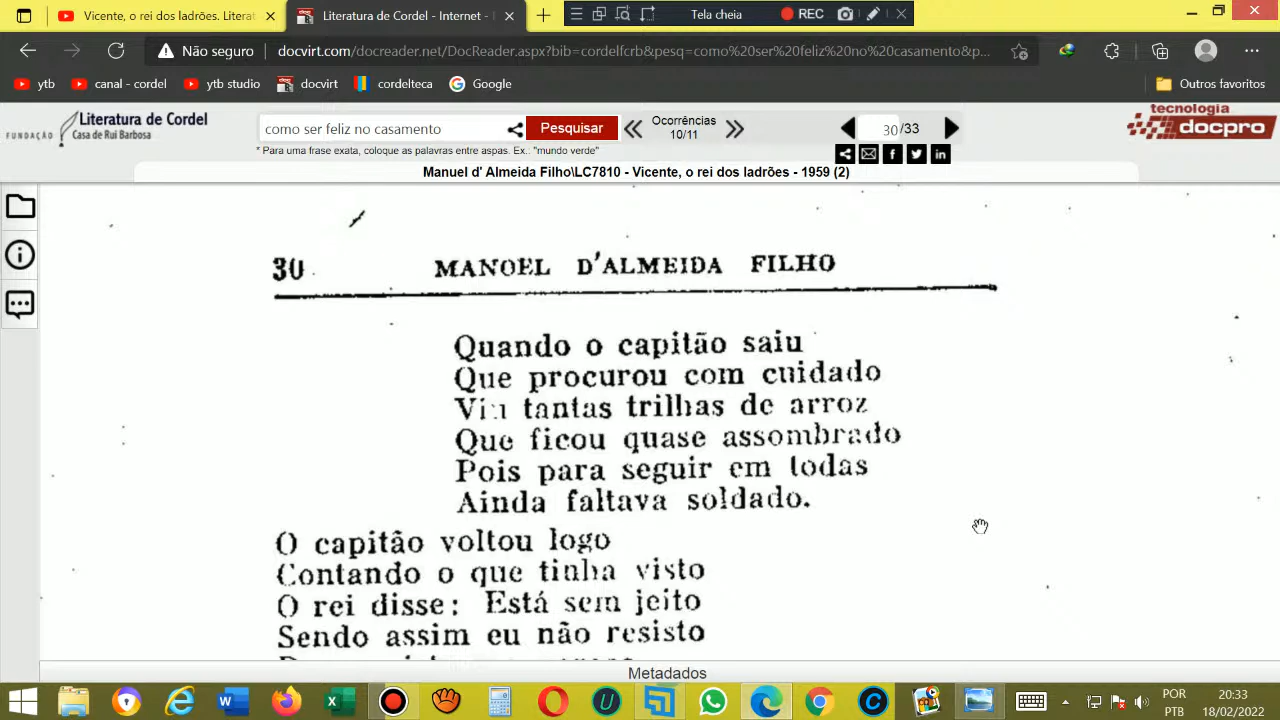 Vicente, o rei dos ladrões. Literat
Literatura de Cordel - Internet - I
Tela cheia
REC
Não seguro
docvirt.com/docreader.net/DocReader.aspx?bib=cordelfcrb&pesq=como%20ser%20feliz%20no%20casamento&p...
ytb
canal - cordel
ytb studio
docvirt
cordelteca
Google
Outros favoritos
FUNDAÇÃO
Literatura de Cordel
Casa de Rui Barbosa
como ser feliz no casamento
Pesquisar
Ocorrências
10/11
30/33
tecnologia
docpro
* Para uma frase exata, coloque as palavras entre aspas. Ex.: "mundo verde"
Manuel d' Almeida Filho\LC7810 - Vicente, o rei dos ladrões - 1959 (2)
30 MANOEL D'ALMEIDA FILHO
Quando o capitão saiu
Que procurou com cuidado
Viu tantas trilhas de arroz
Que ficou quase assombrado
Pois para seguir em todas
Ainda faltava soldado.
O capitão voltou logo
Contando o que tinha visto
O rei disse: Está sem jeito
Sendo assim eu não resisto
Metadados
POR
PTB
20:33
18/02/2022